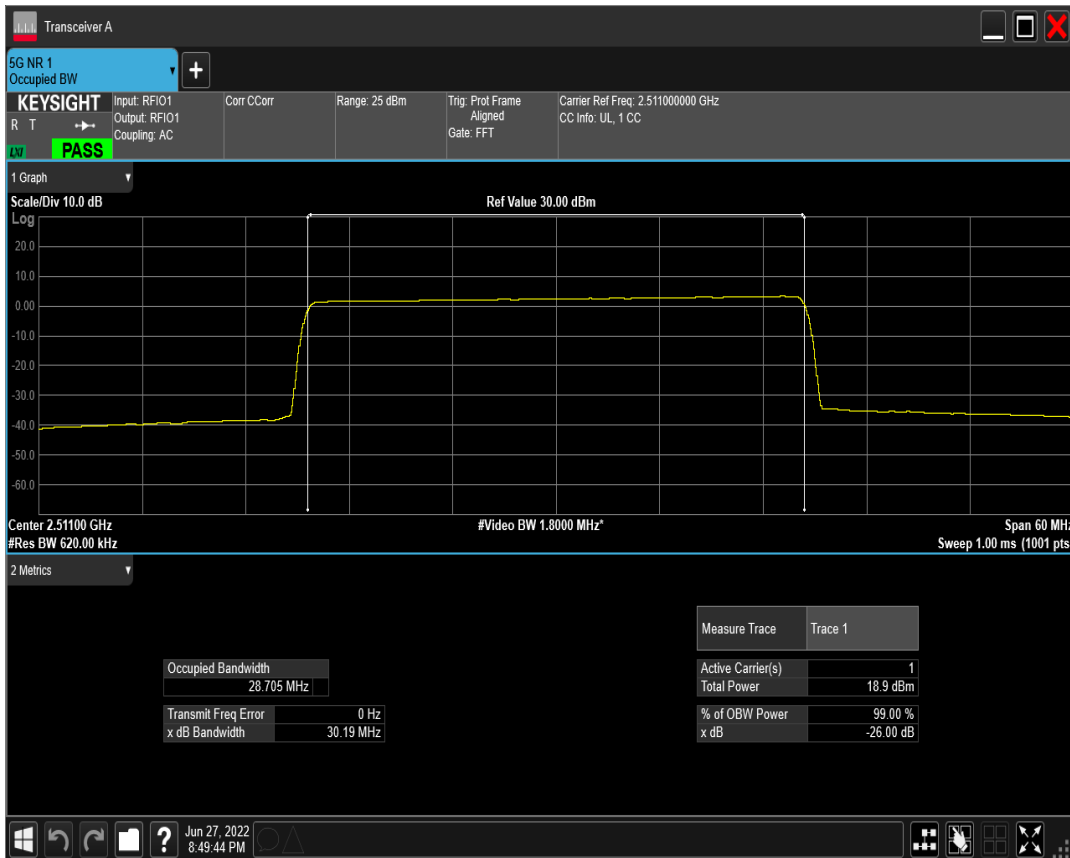 Transceiver A
5G NR 1
Occupied BW
+
KEYSIGHT
R T
LXI
PASS
Input: RFIO1
Output: RFIO1
Coupling: AC
Corr CCorr
Range: 25 dBm
Trig: Prot Frame
Aligned
Gate: FFT
Carrier Ref Freq: 2.511000000 GHz
CC Info: UL, 1 CC
1 Graph
Scale/Div 10.0 dB
Ref Value 30.00 dBm
Log
20.0
10.0
0.00
-10.0
-20.0
-30.0
-40.0
-50.0
-60.0
Center 2.51100 GHz
#Video BW 1.8000 MHz*
Span 60 MHz
#Res BW 620.00 kHz
Sweep 1.00 ms (1001 pts
2 Metrics
Measure Trace Trace 1
Occupied Bandwidth
28.705 MHz
Active Carrier(s) 1
Total Power 18.9 dBm
Transmit Freq Error 0 Hz
x dB Bandwidth 30.19 MHz
% of OBW Power 99.00 %
x dB -26.00 dB
?
Jun 27, 2022
8:49:44 PM